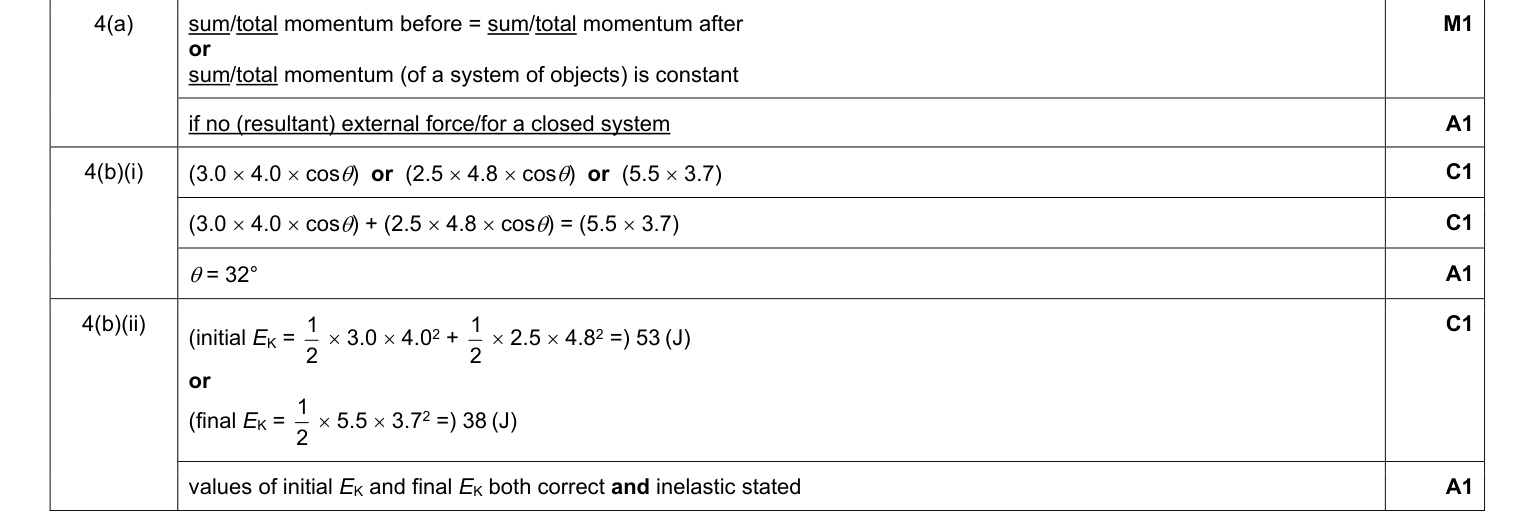 4(a) sum/total momentum before = sum/total momentum after M1
or
sum/total momentum (of a system of objects) is constant
if no (resultant) external force/for a closed system A1
4(b)(i) (3.0 × 4.0 × cosθ) or (2.5 × 4.8 × cosθ) or (5.5 × 3.7) C1
(3.0 × 4.0 × cosθ) + (2.5 × 4.8 × cosθ) = (5.5 × 3.7) C1
θ = 32° A1
4(b)(ii) (initial EK = 1/2 × 3.0 × 4.0² + 1/2 × 2.5 × 4.8² =) 53 (J) C1
or
(final EK = 1/2 × 5.5 × 3.7² =) 38 (J)
values of initial EK and final EK both correct and inelastic stated A1